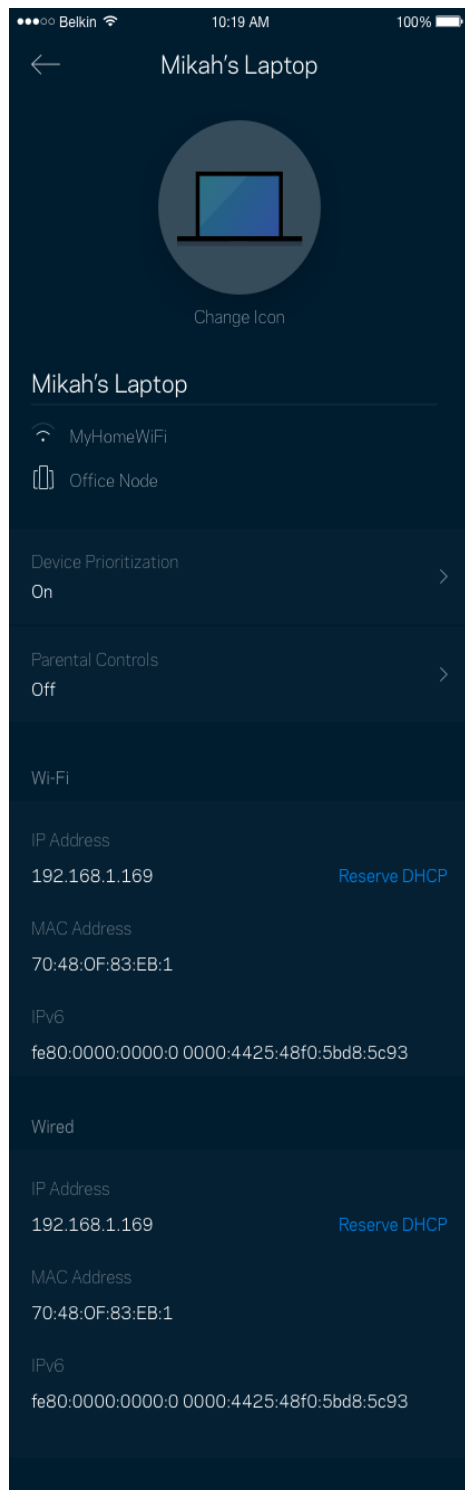 Belkin 10:19 AM 100%
Mikah's Laptop
Change Icon
Mikah's Laptop
MyHomeWiFi
Office Node
Device Prioritization
On
Parental Controls
Off
Wi-Fi
IP Address
192.168.1.169 Reserve DHCP
MAC Address
70:48:0F:83:EB:1
IPv6
fe80:0000:0000:0 0000:4425:48f0:5bd8:5c93
Wired
IP Address
192.168.1.169 Reserve DHCP
MAC Address
70:48:0F:83:EB:1
IPv6
fe80:0000:0000:0 0000:4425:48f0:5bd8:5c93